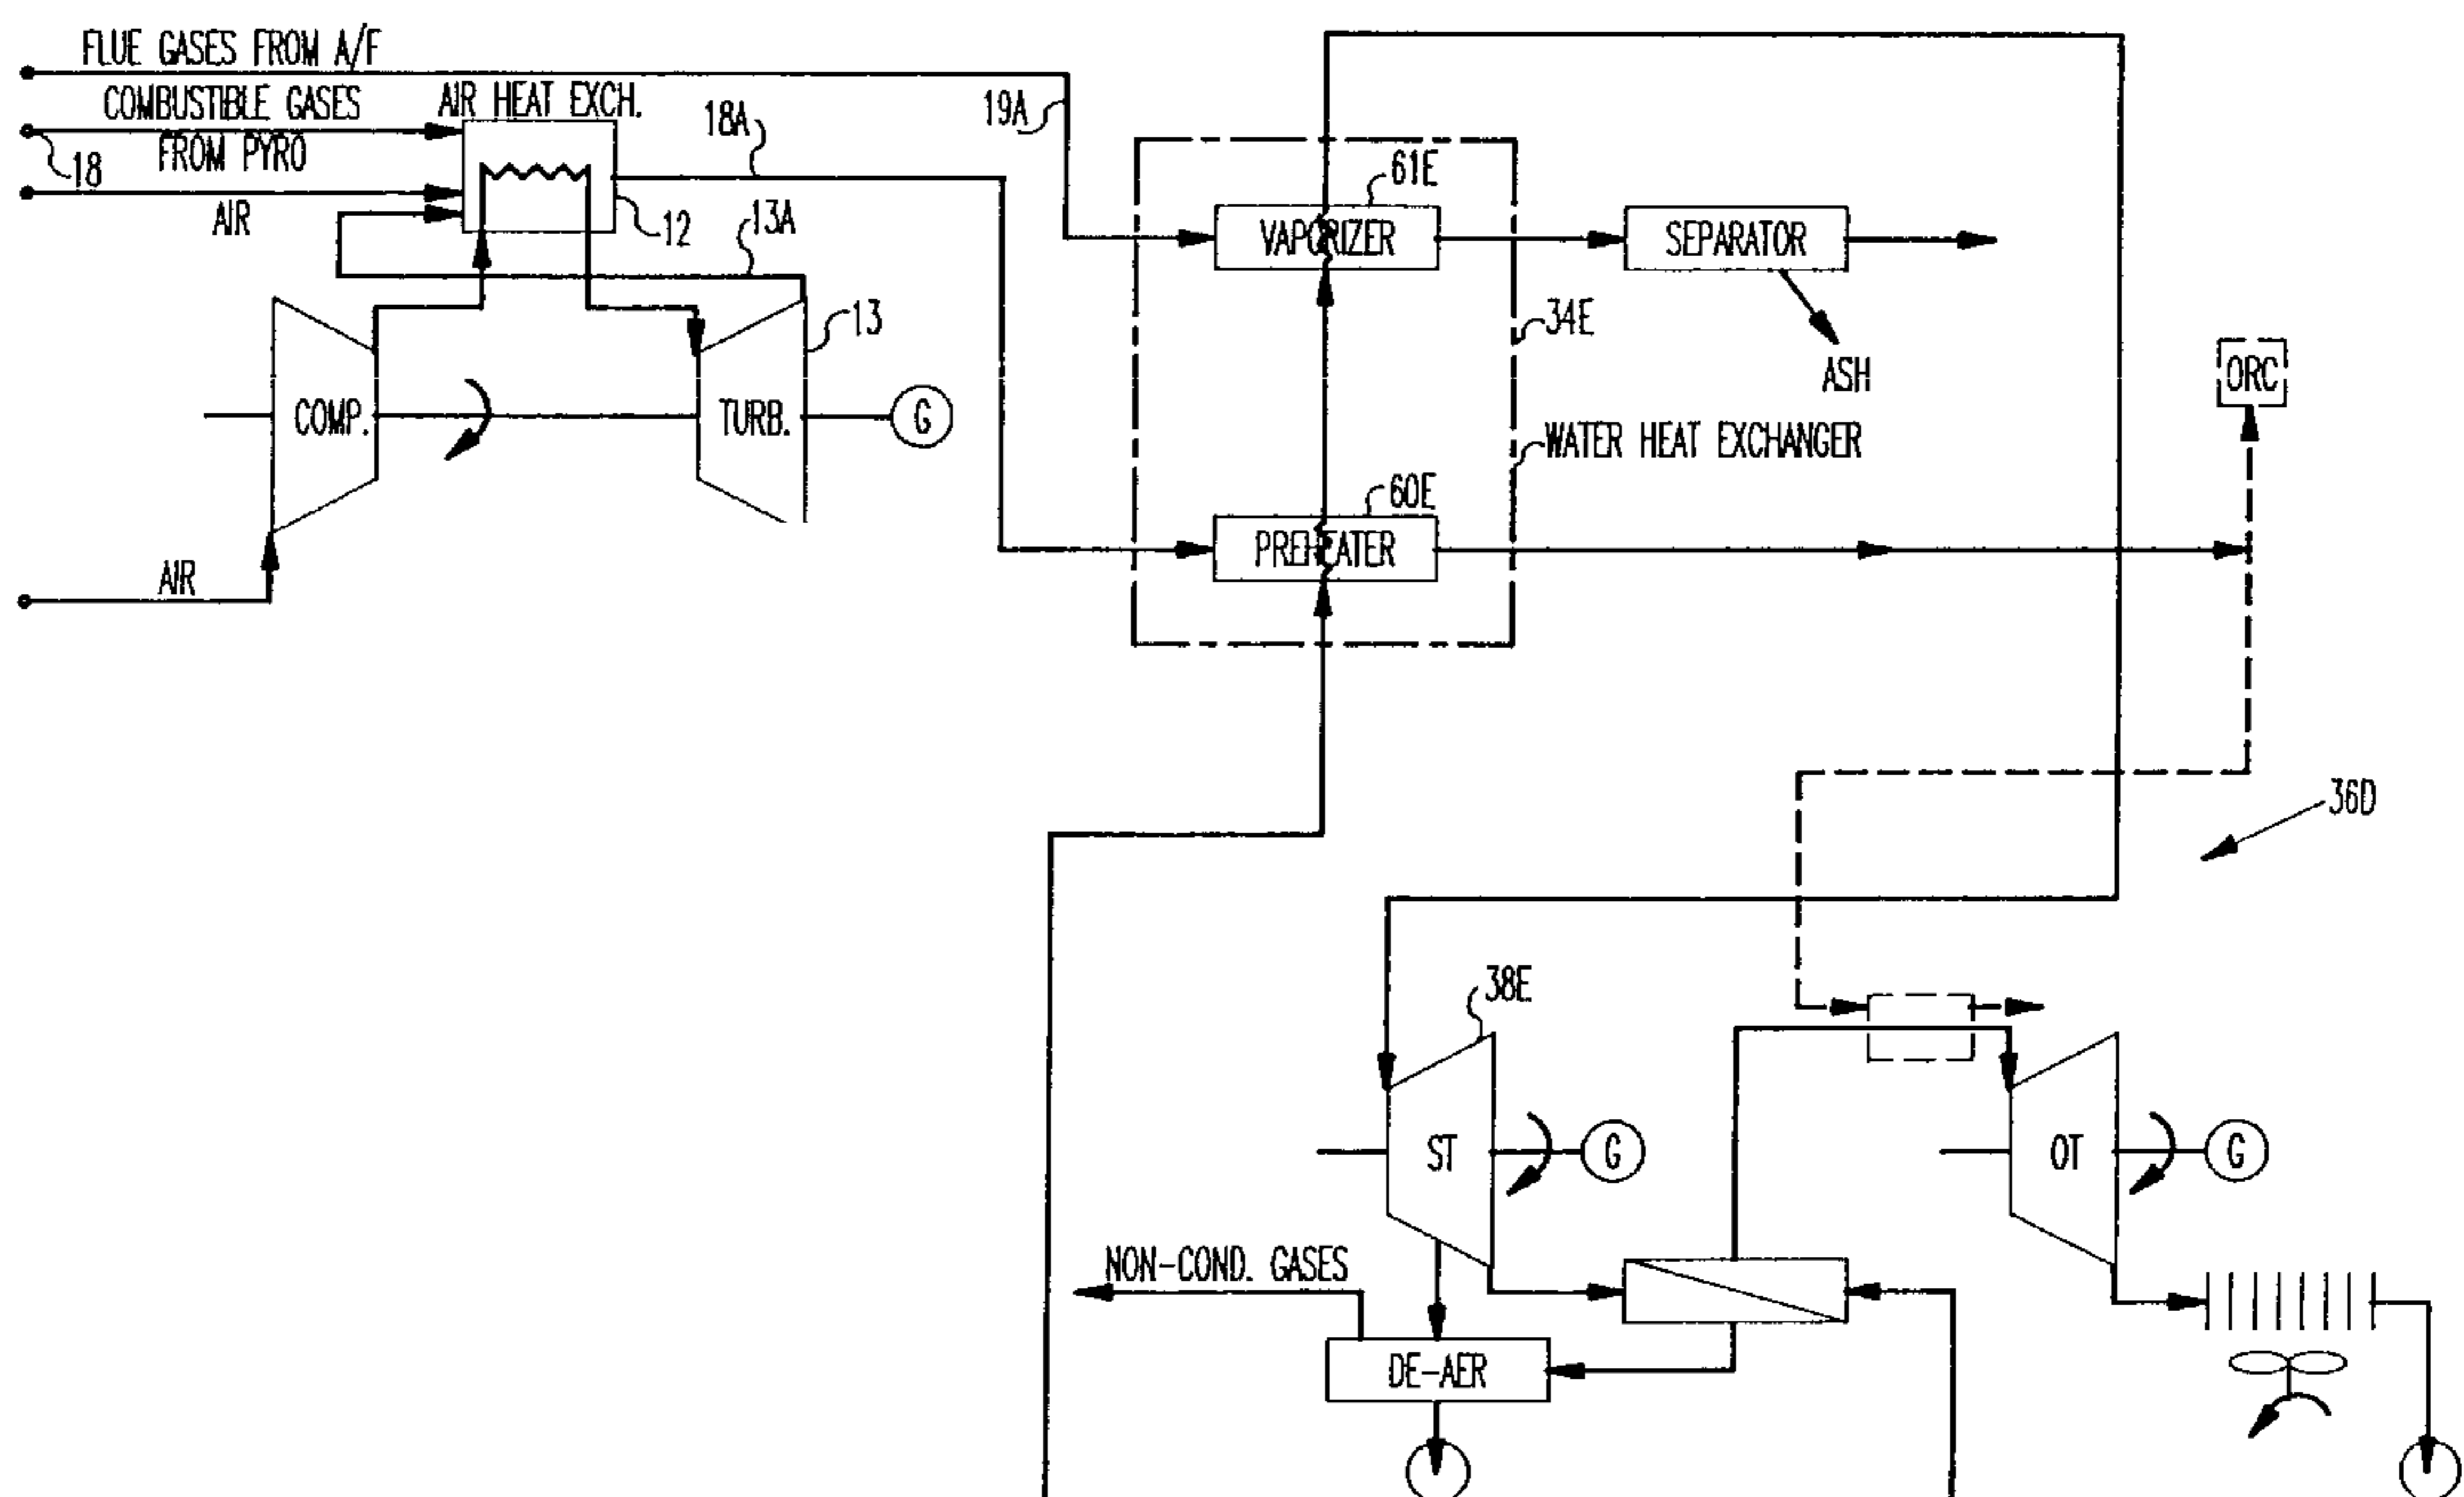 FLUE GASES FROM A/F
COMBUSTIBLE GASES
FROM PYRO
18
AIR
AIR HEAT EXCH.
18A
19A
12
13A
13
COMP.
TURB.
G
AIR
61E
VAPORIZER
SEPARATOR
34E
ASH
ORC
WATER HEAT EXCHANGER
60E
PREHEATER
36D
38E
ST
G
OT
G
NON-COND. GASES
DE-AER